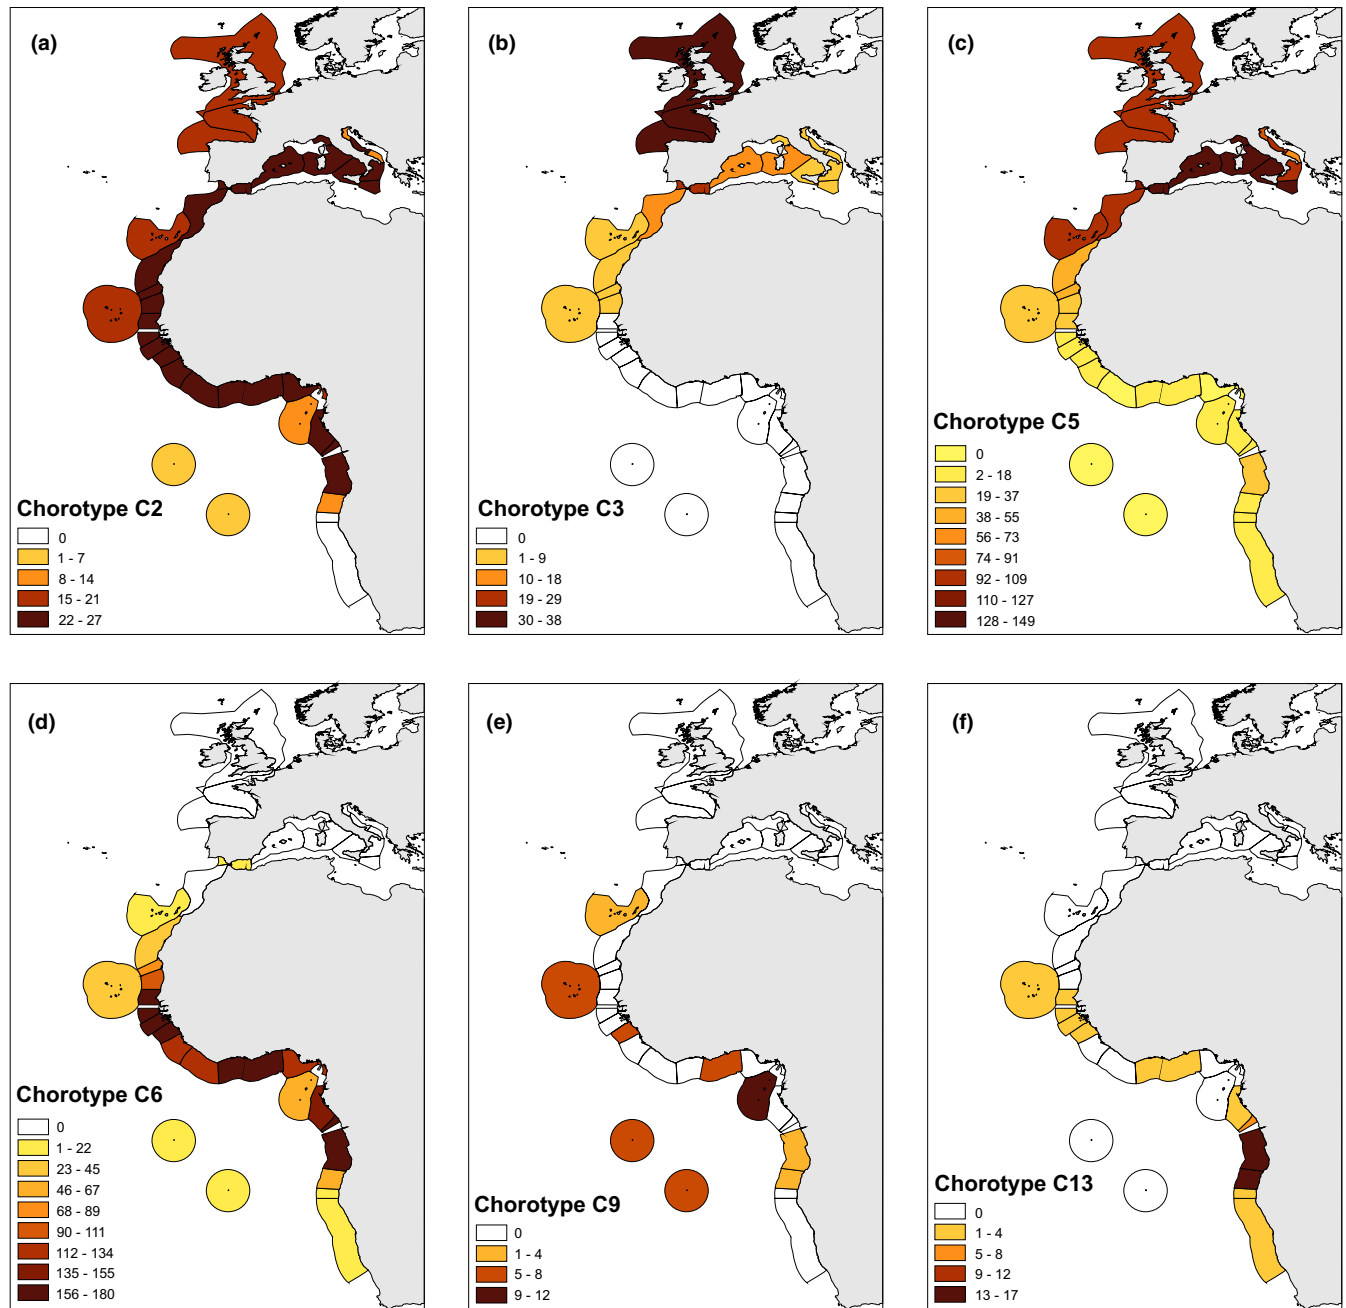 (a)
Chorotype C2
0
1 - 7
8 - 14
15 - 21
22 - 27
(b)
Chorotype C3
0
1 - 9
10 - 18
19 - 29
30 - 38
(c)
Chorotype C5
0
2 - 18
19 - 37
38 - 55
56 - 73
74 - 91
92 - 109
110 - 127
128 - 149
(d)
Chorotype C6
0
1 - 22
23 - 45
46 - 67
68 - 89
90 - 111
112 - 134
135 - 155
156 - 180
(e)
Chorotype C9
0
1 - 4
5 - 8
9 - 12
(f)
Chorotype C13
0
1 - 4
5 - 8
9 - 12
13 - 17